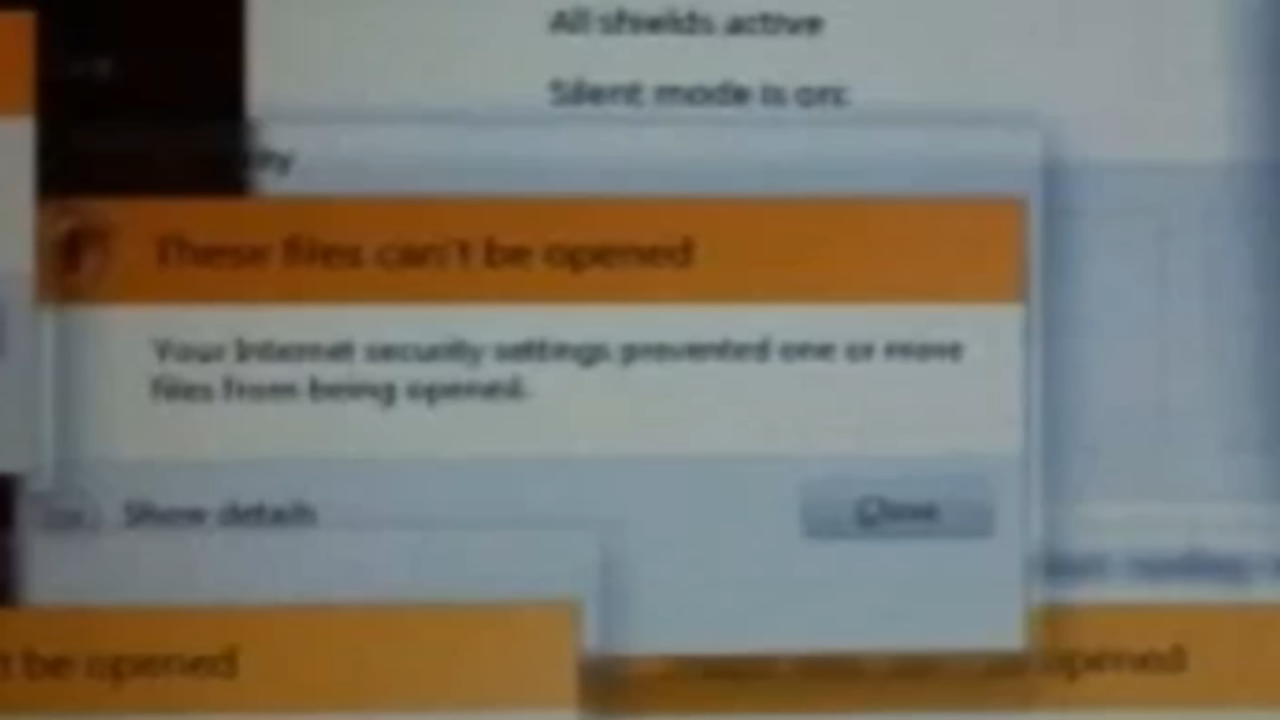 All shields active
Silent mode is on:
These files can't be opened
Your Internet security settings prevented one or more
files from being opened.
Show details
Close
t be opened
opened